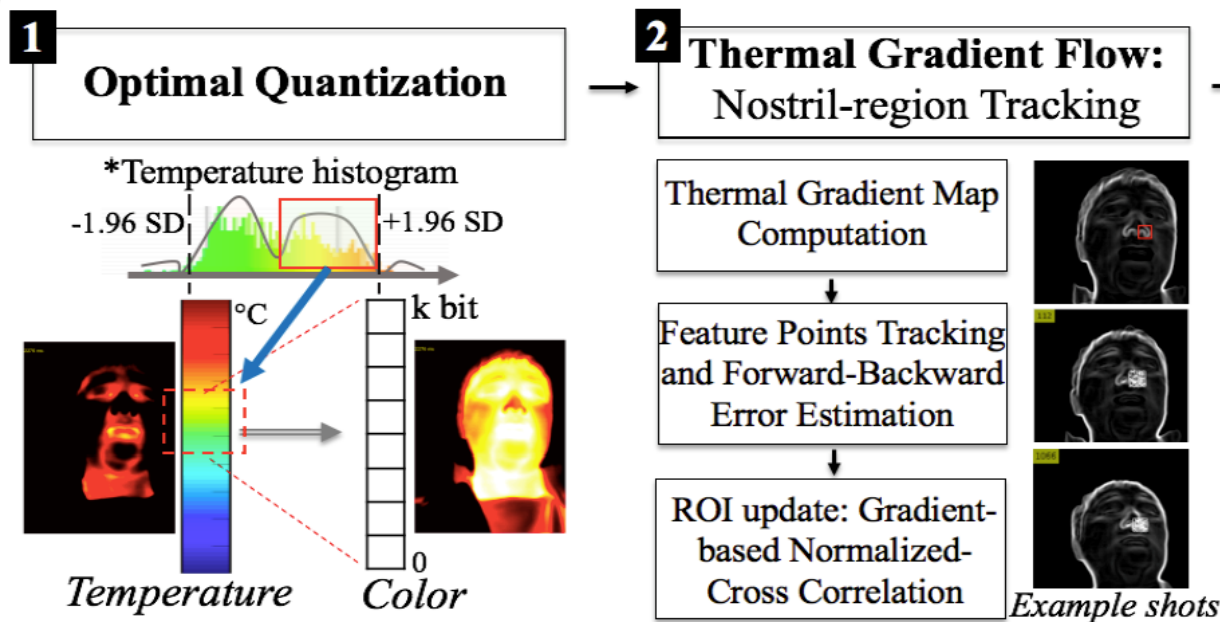 1
Optimal Quantization
*Temperature histogram
-1.96 SD
+1.96 SD
°C
k bit
0
Temperature
Color
2
Thermal Gradient Flow:
Nostril-region Tracking
Thermal Gradient Map
Computation
Feature Points Tracking
and Forward-Backward
Error Estimation
ROI update: Gradient-
based Normalized-
Cross Correlation
112
1066
Example shots